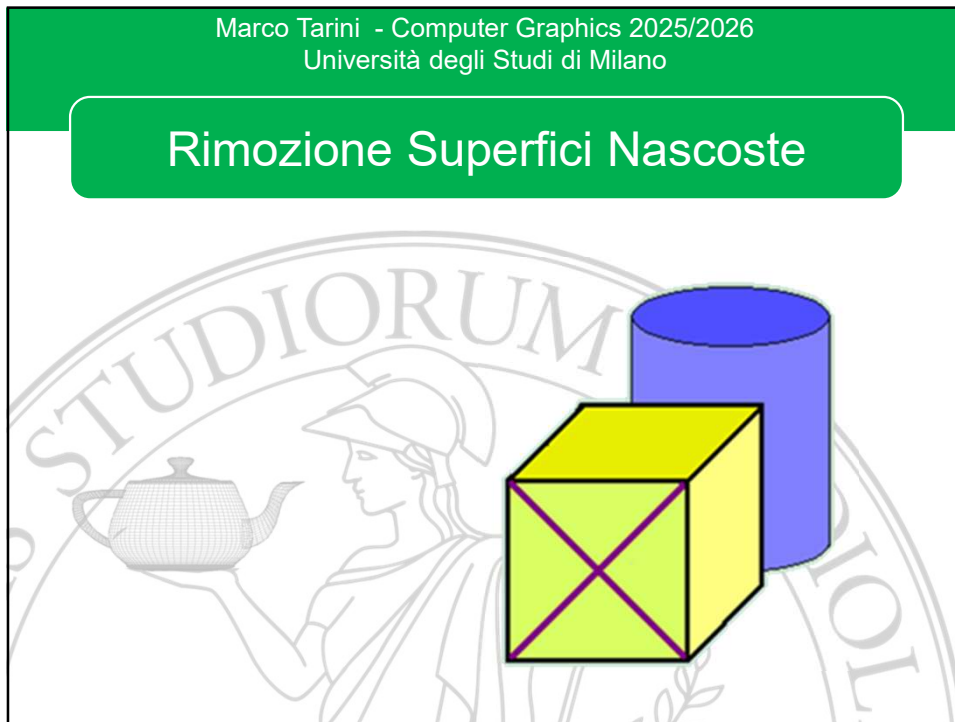 Marco Tarini - Computer Graphics 2025/2026
Università degli Studi di Milano
Rimozione Superfici Nascoste
STUDIORUM